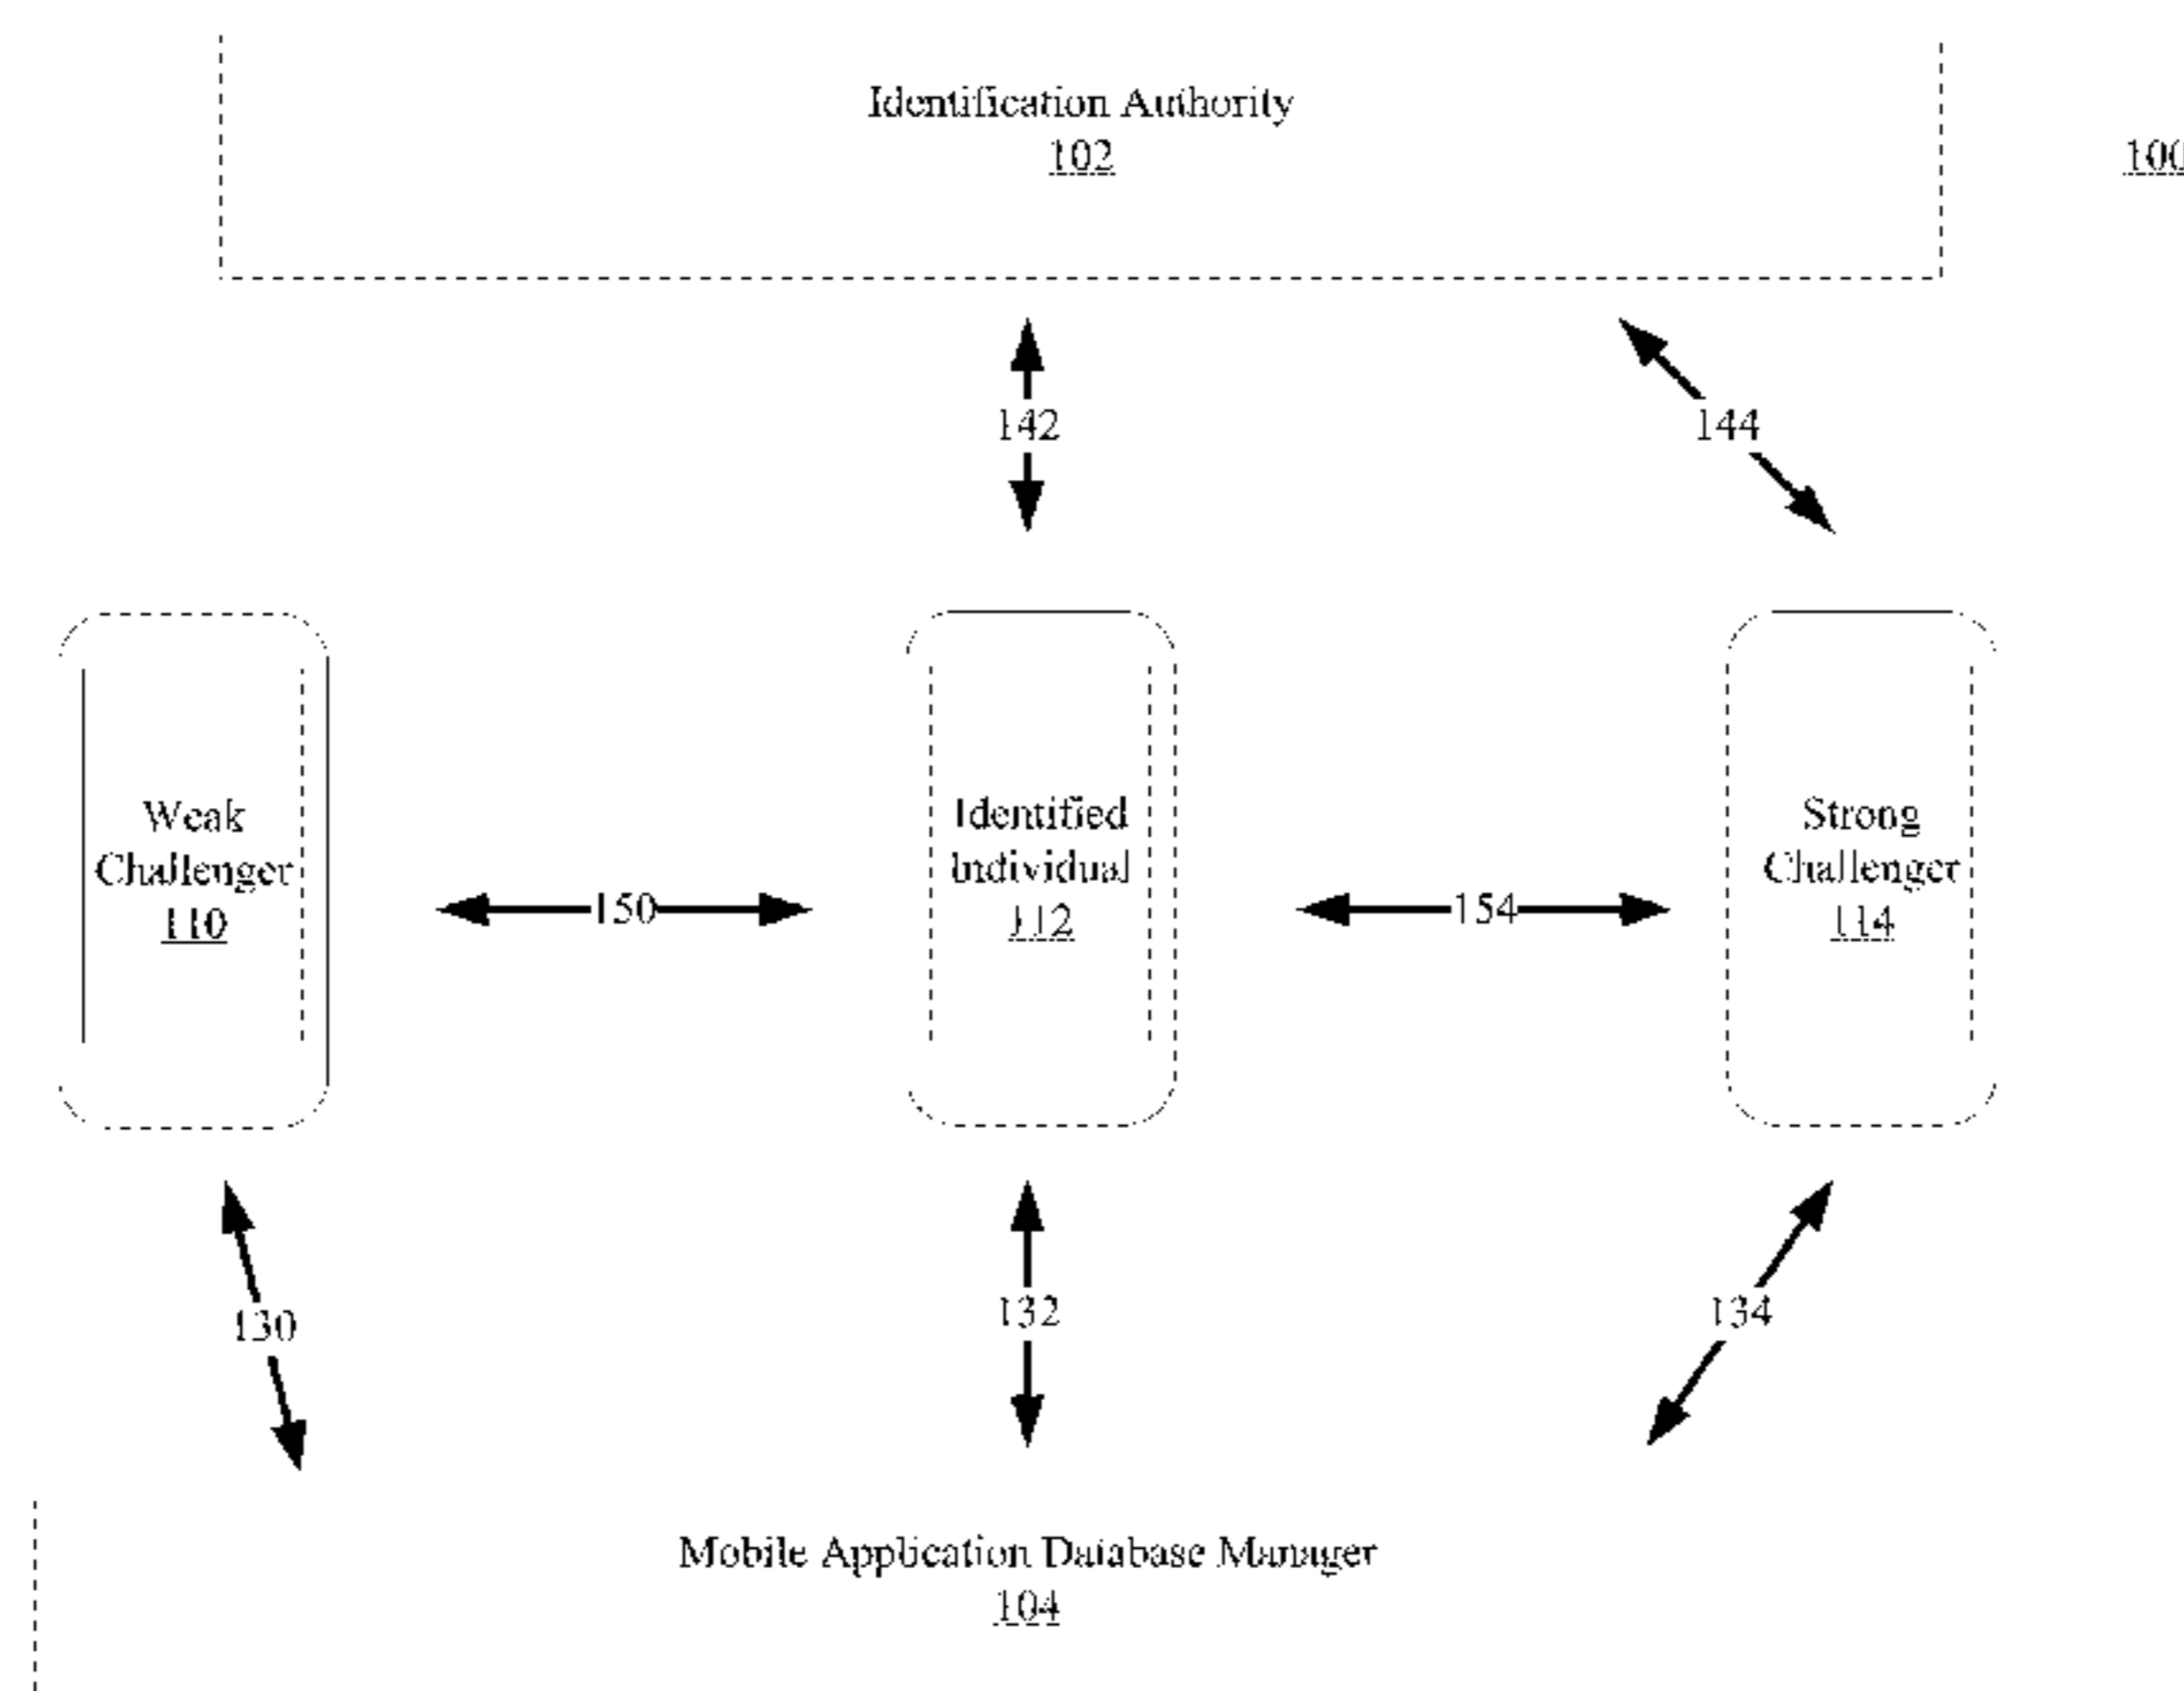 Identification Authority
102
100
142
144
Weak
Challenger
110
Identified
Individual
112
Strong
Challenger
114
150
154
130
132
134
Mobile Application Database Manager
104